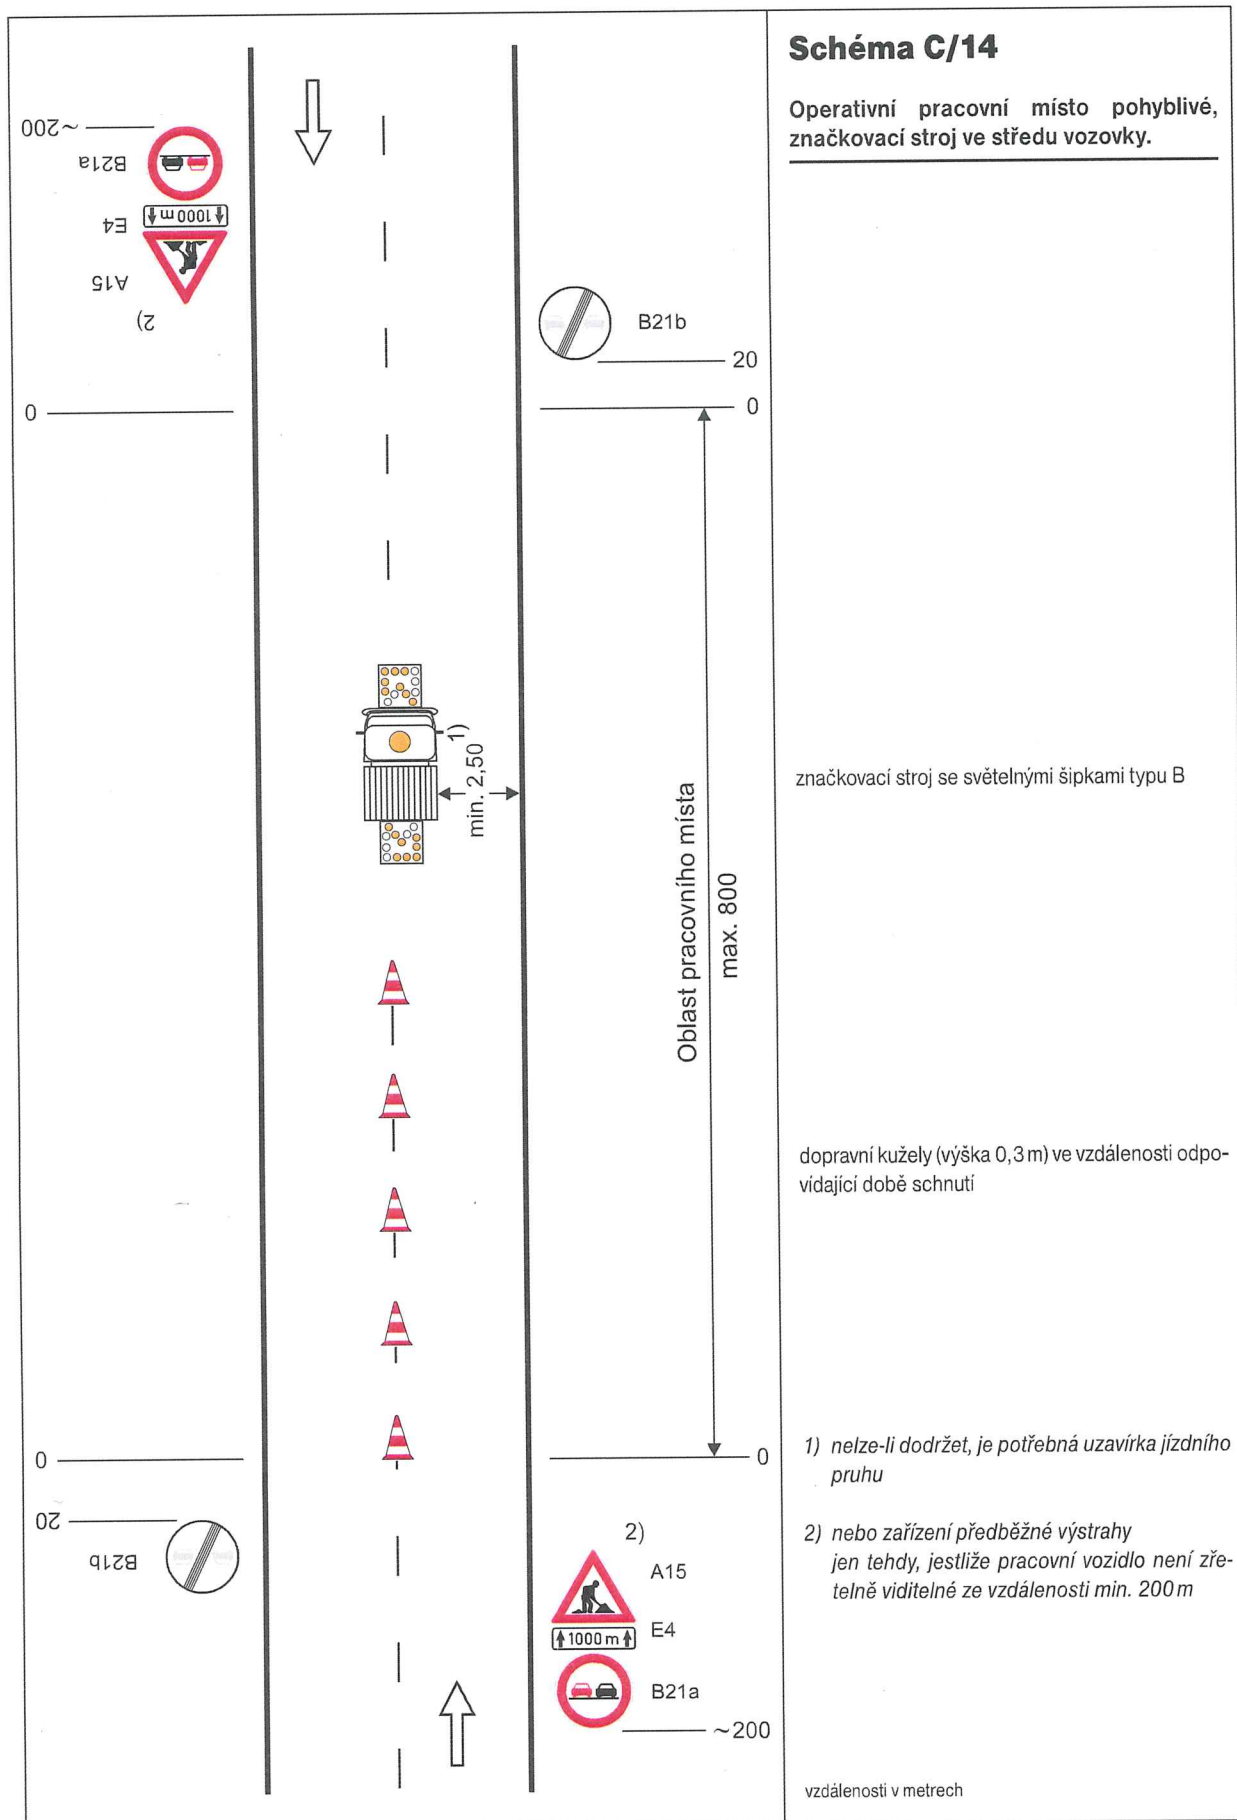 Schéma C/14
Operativní pracovní místo pohyblivé,
značkovací stroj ve středu vozovky.
~200
B21a
1000 m
E4
A15
2)
B21b
20
0
0
1)
min. 2,50
značkovací stroj se světelnými šipkami typu B
Oblast pracovního místa
max. 800
dopravní kužely (výška 0,3 m) ve vzdálenosti odpo-
vídající době schnutí
0
0
1) nelze-li dodržet, je potřebná uzavírka jízdního
pruhu
20
B21b
2)
A15
1000 m
E4
B21a
~200
2) nebo zařízení předběžné výstrahy
jen tehdy, jestliže pracovní vozidlo není zře-
telně viditelné ze vzdálenosti min. 200 m
vzdálenosti v metrech